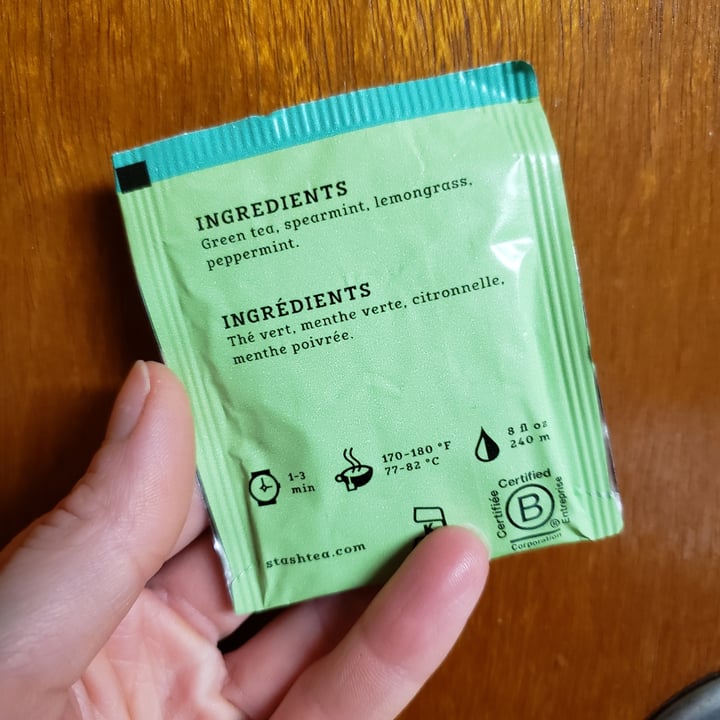 INGREDIENTS
Green tea, spearmint, lemongrass,
peppermint.
INGRÉDIENTS
Thé vert, menthe verte, citronnelle,
menthe poivrée.
1-3
min
170-180 °F
77-82 °C
8 fl oz
240 m
stashtea.com
K
Certified
Certifiée
B
®
Entreprise
Corporation